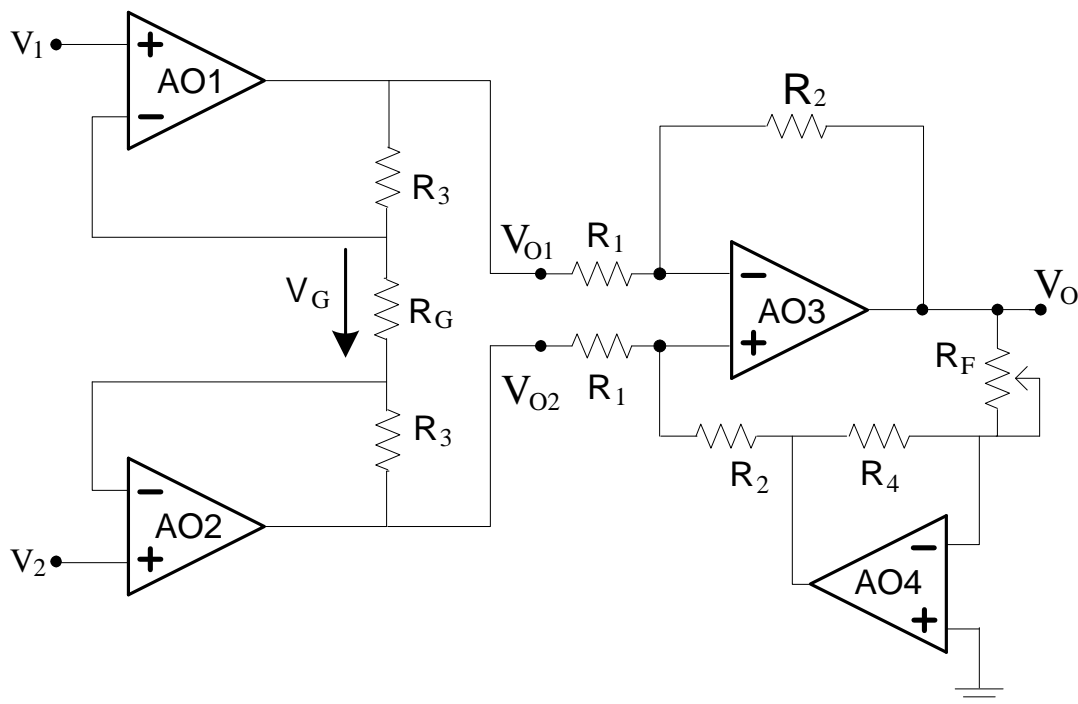 V1
+
AO1
−
R3
VG
RG
R3
−
AO2
+
V2
VO1
R1
VO2
R1
R2
−
AO3
+
VO
RF
R2
R4
−
AO4
+